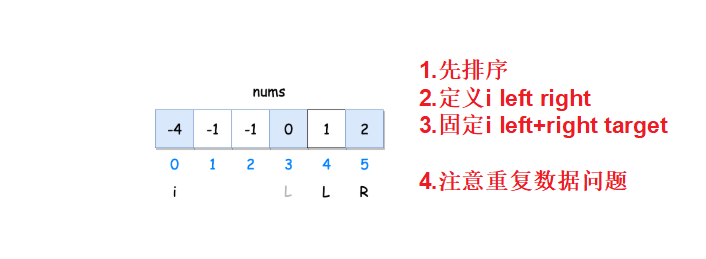 nums
-4 -1 -1 0 1 2
0 1 2 3 4 5
i L L R
1.先排序
2.定义i left right
3.固定i left+right target
4.注意重复数据问题